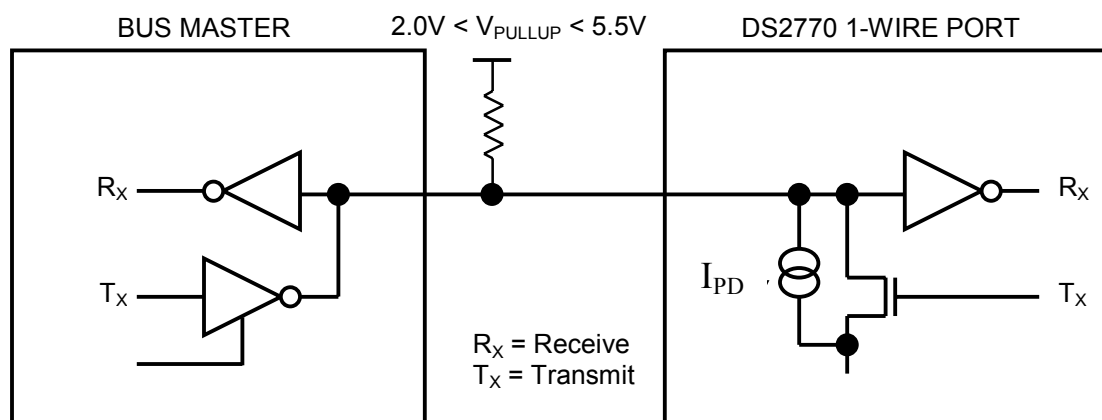 BUS MASTER
2.0V < VPULLUP < 5.5V
DS2770 1-WIRE PORT
RX
RX
TX
IPD
TX
RX = Receive
TX = Transmit